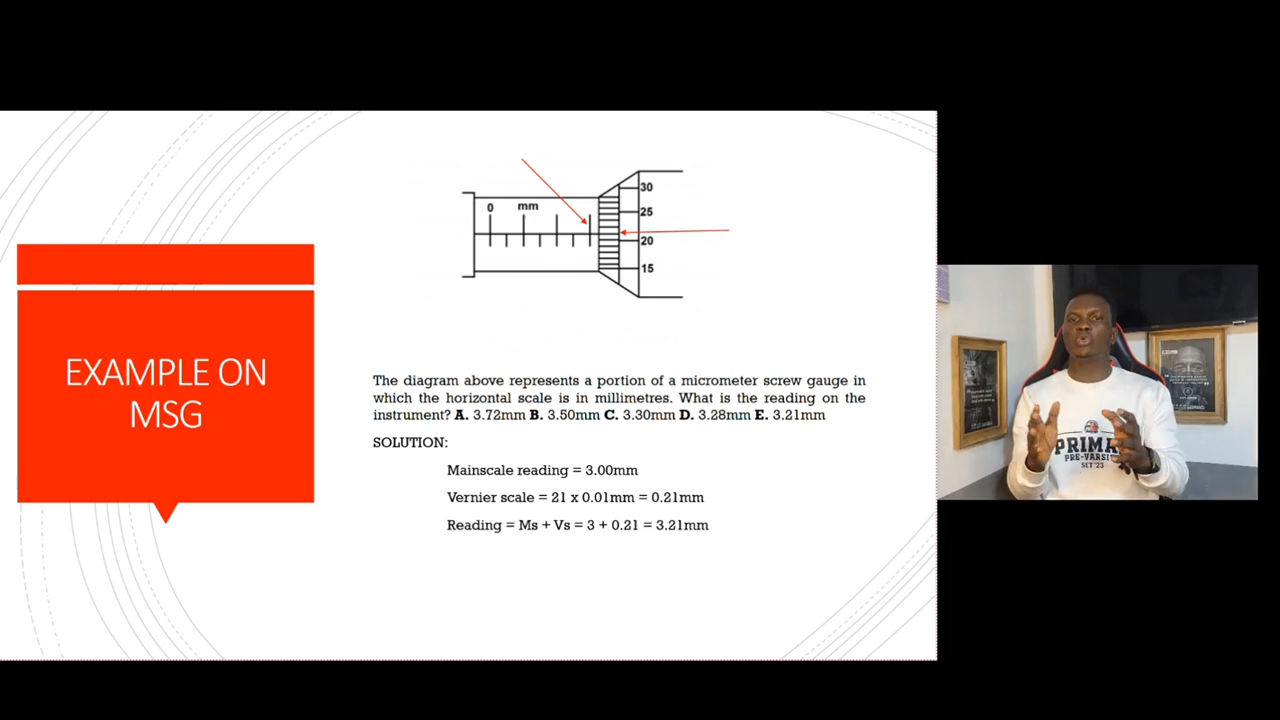 EXAMPLE ON
MSG
0 mm
30
25
20
15
The diagram above represents a portion of a micrometer screw gauge in
which the horizontal scale is in millimetres. What is the reading on the
instrument? A. 3.72mm B. 3.50mm C. 3.30mm D. 3.28mm E. 3.21mm
SOLUTION:
Mainscale reading = 3.00mm
Vernier scale = 21 x 0.01mm = 0.21mm
Reading = Ms + Vs = 3 + 0.21 = 3.21mm
PRIM
PRE-VARSI
SET'23